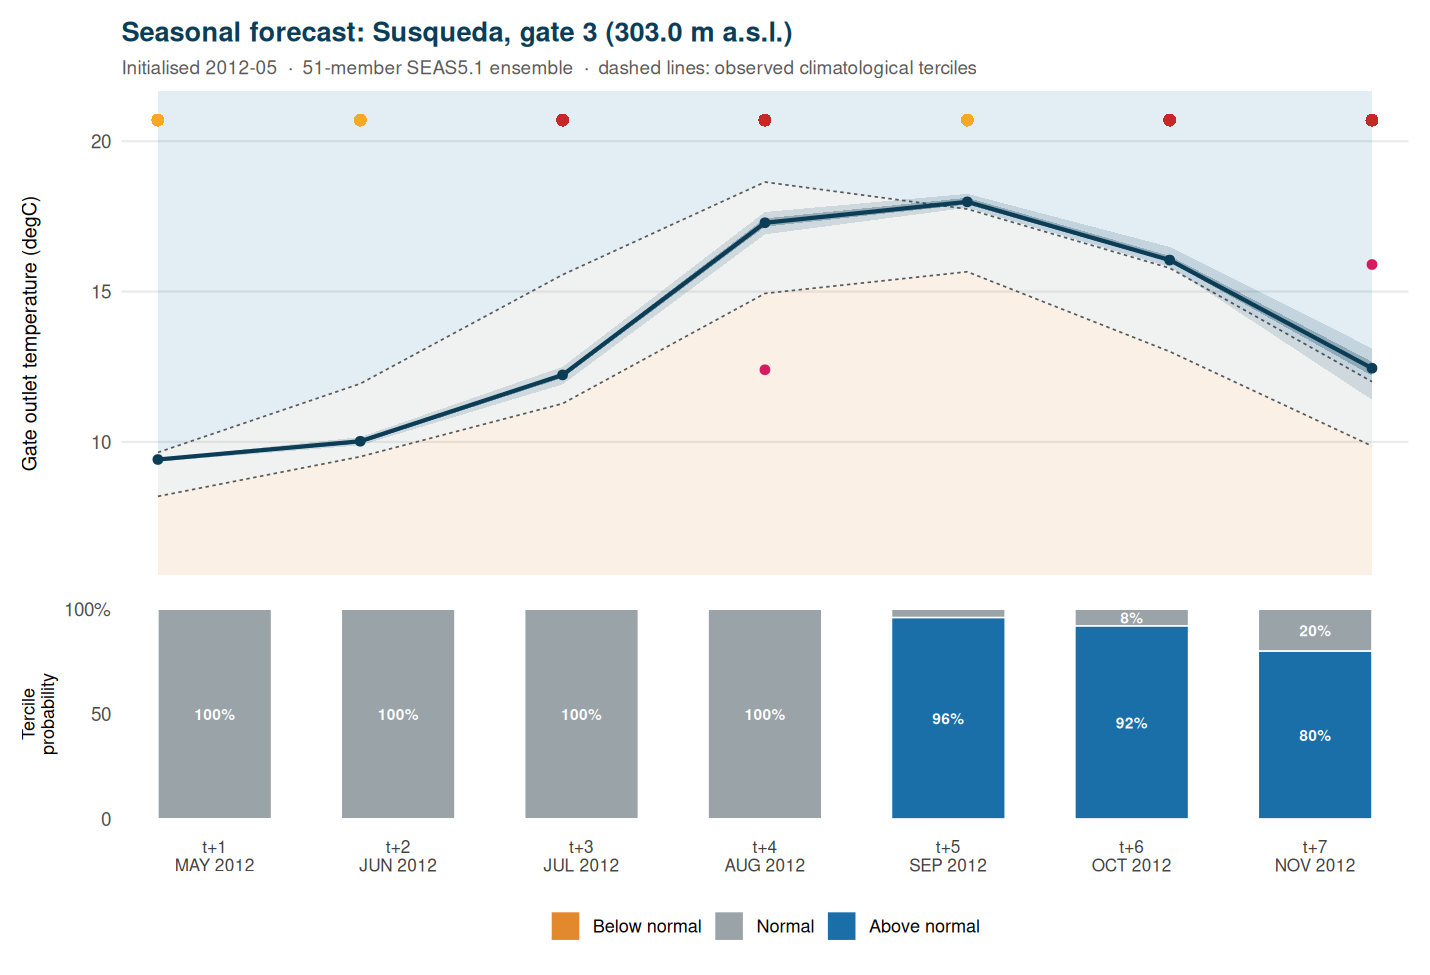 Seasonal forecast: Susqueda, gate 3 (303.0 m a.s.l.)
Initialised 2012-05 · 51-member SEAS5.1 ensemble · dashed lines: observed climatological terciles
Gate outlet temperature (degC)
20
15
10
Tercile
probability
100%
50
0
100%
100%
100%
100%
96%
8%
92%
20%
80%
t+1
MAY 2012
t+2
JUN 2012
t+3
JUL 2012
t+4
AUG 2012
t+5
SEP 2012
t+6
OCT 2012
t+7
NOV 2012
Below normal
Normal
Above normal